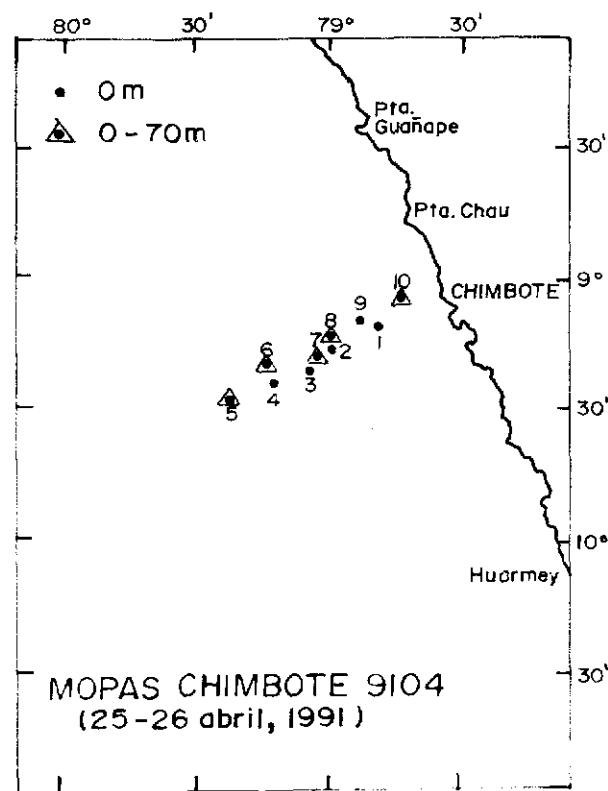 80° 30' 79° 30'
0m
0-70m
Pta.
Guañape
30'
Pta. Chau
9°
CHIMBOTE
10
9
8
1
7
2
6
3
4
5
30'
10°
Huarmey
30'
MOPAS CHIMBOTE 9104
(25-26 abril, 1991)